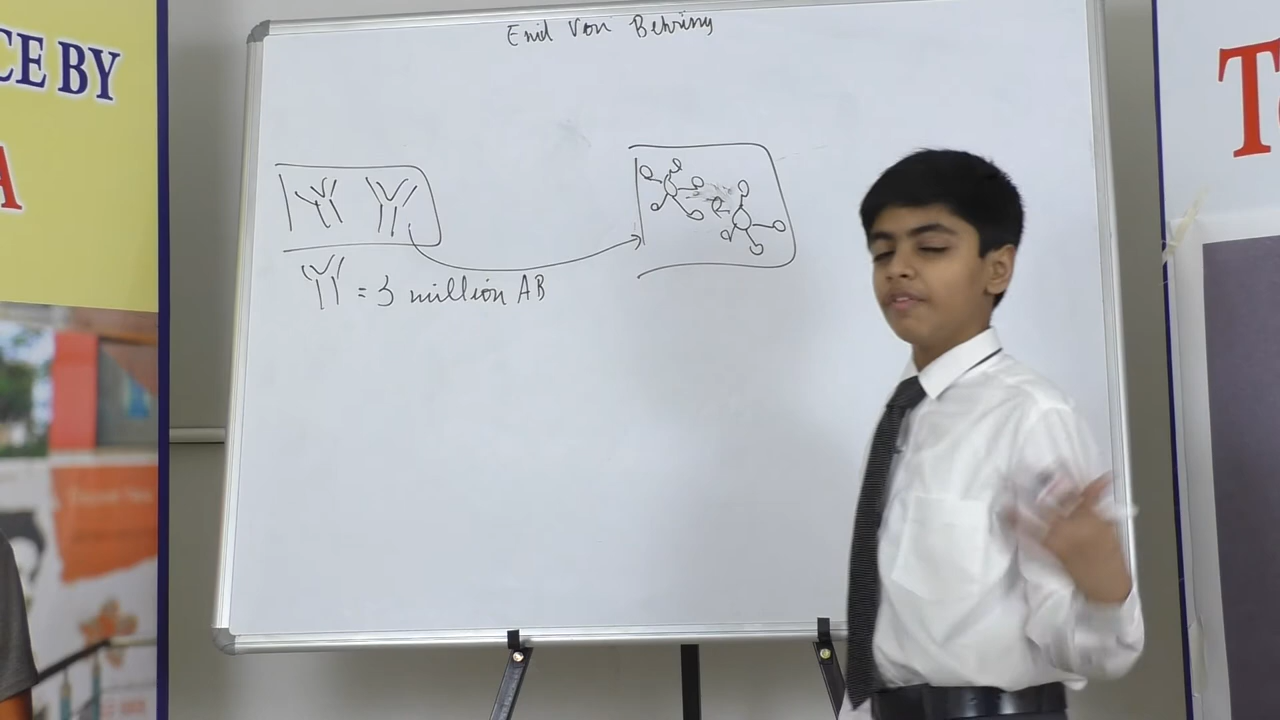 Emil Von Behring
CE BY
A
= 3 million AB
T